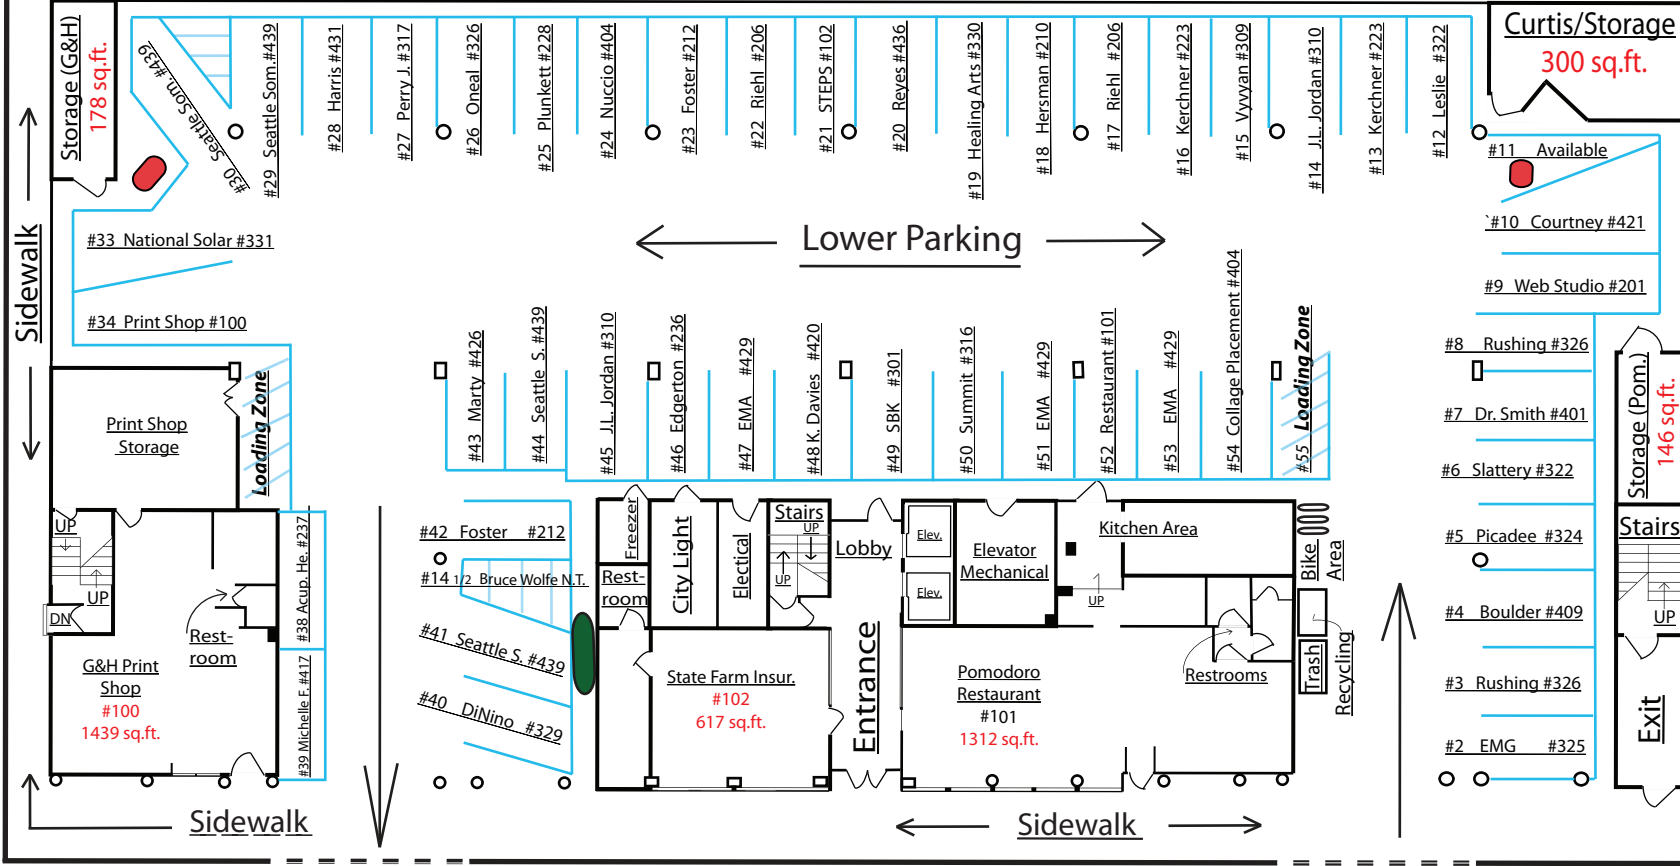 Storage (G&H)
178 sq.ft.
#30 Seattle Som. #439
#29 Seattle Som.#439
#28 Harris #431
#27 Perry J. #317
#26 Oneal #326
#25 Plunkett #228
#24 Nuccio #404
#23 Foster #212
#22 Riehl #206
#21 STEPS #102
#20 Reyes #436
#19 Healing Arts #330
#18 Hersman #210
#17 Riehl #206
#16 Kerchner #223
#15 Vyvyan #309
#14 J.L. Jordan #310
#13 Kerchner #223
#12 Leslie #322
Curtis/Storage
300 sq.ft.
#11 Available
`#10 Courtney #421
#9 Web Studio #201
#8 Rushing #326
#7 Dr. Smith #401
#6 Slattery #322
#5 Picadee #324
#4 Boulder #409
#3 Rushing #326
#2 EMG #325
Sidewalk
#33 National Solar #331
#34 Print Shop #100
Lower Parking
#43 Marty #426
#44 Seattle S. #439
#45 J.L. Jordan #310
#46 Edgerton #236
#47 EMA #429
#48 K. Davies #420
#49 SBK #301
#50 Summit #316
#51 EMA #429
#52 Restaurant #101
#53 EMA #429
#54 Collage Placement #404
#55 Loading Zone
Storage (Pom.)
146 sq.ft.
Stairs
UP
Exit
Print Shop
Storage
Loading Zone
UP
UP
DN
Rest-
room
G&H Print
Shop
#100
1439 sq.ft.
#38 Acup. He. #237
#39 Michelle F. #417
#42 Foster #212
#14 1/2 Bruce Wolfe N.T.
#41 Seattle S. #439
#40 DiNino #329
Freezer
Rest-
room
City Light
Electical
Stairs
UP
UP
Lobby
Elev.
Elev.
Elevator
Mechanical
Kitchen Area
UP
Bike
Area
Trash
Recycling
State Farm Insur.
#102
617 sq.ft.
Entrance
Pomodoro
Restaurant
#101
1312 sq.ft.
Restrooms
Sidewalk
Sidewalk